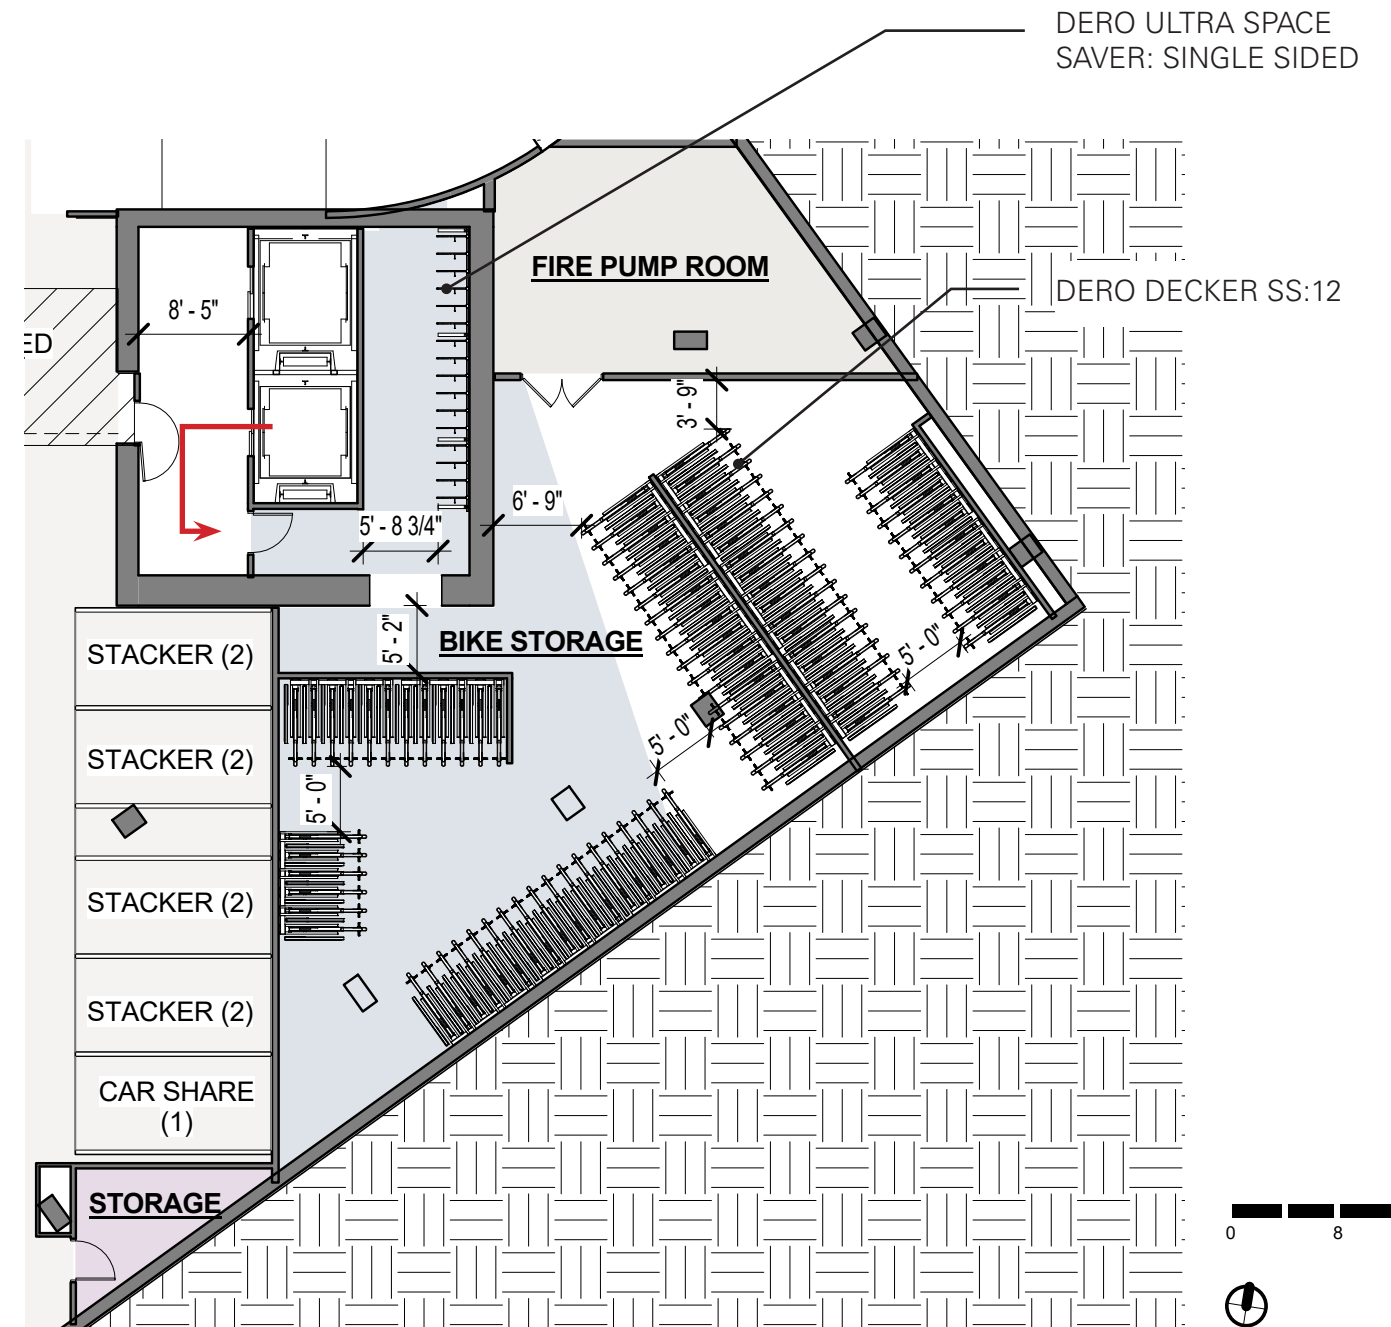 DERO ULTRA SPACE
SAVER: SINGLE SIDED
FIRE PUMP ROOM
DERO DECKER SS:12
8' - 5"
ED
3' - 9"
6' - 9"
5' - 8 3/4"
5' - 2"
BIKE STORAGE
5' - 0"
STACKER (2)
5' - 0"
STACKER (2)
5' - 0"
STACKER (2)
STACKER (2)
CAR SHARE
(1)
STORAGE
0 8